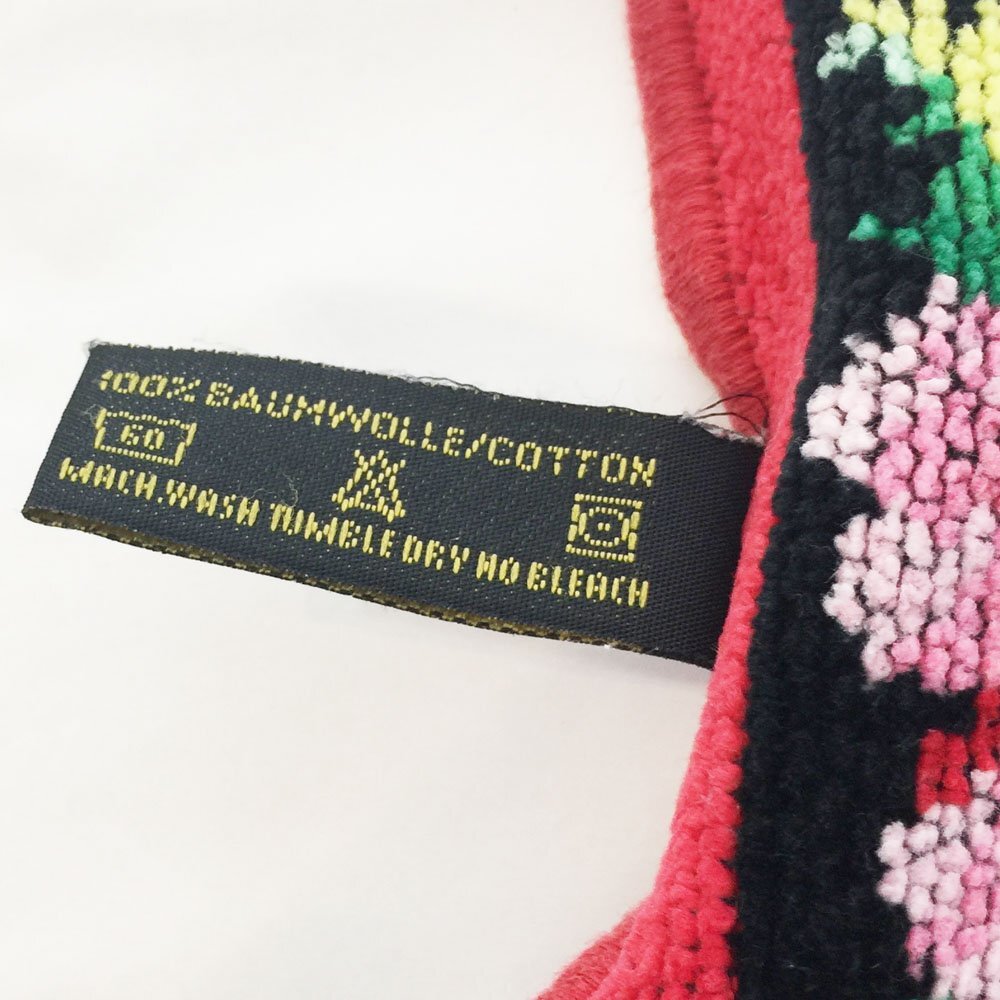 100% BAUMWOLLE/COTTON
60
MACH.WASH TUMBLE DRY NO BLEACH